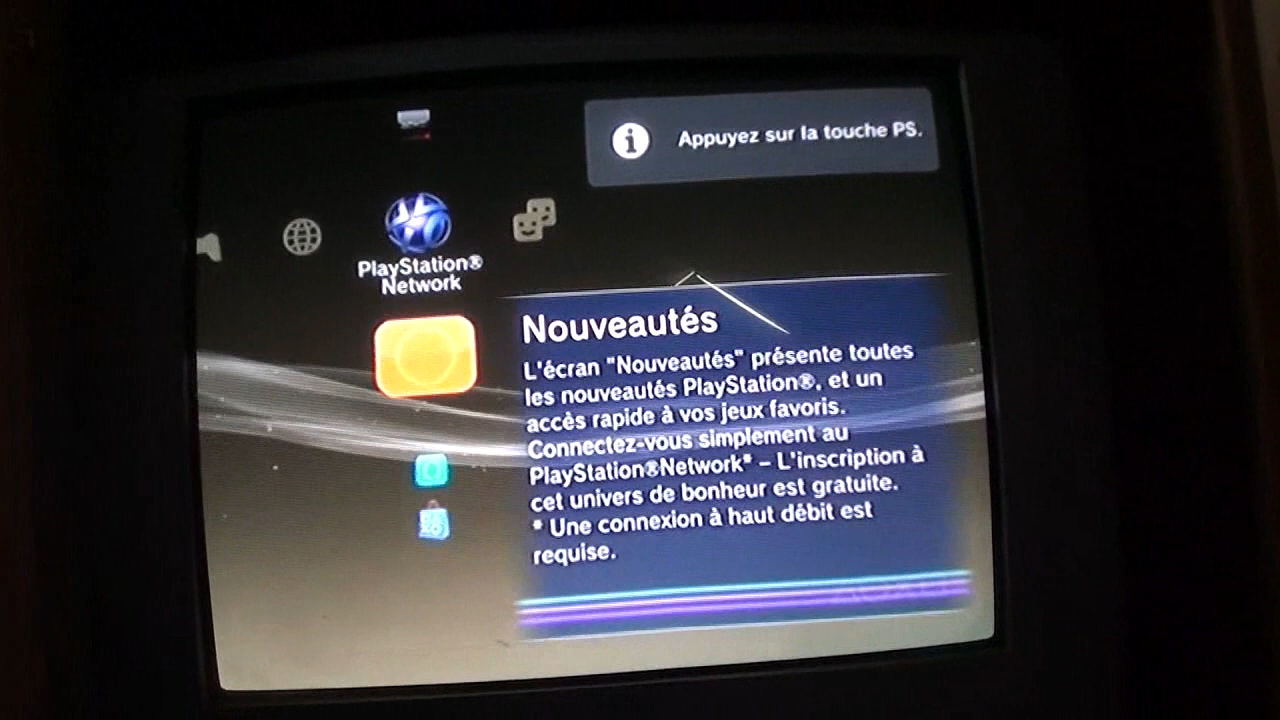 Appuyez sur la touche PS.
PlayStation®
Network
Nouveautés
L'écran "Nouveautés" présente toutes
les nouveautés PlayStation®, et un
accès rapide à vos jeux favoris.
Connectez-vous simplement au
PlayStation®Network* – L'inscription à
cet univers de bonheur est gratuite.
* Une connexion à haut débit est
requise.